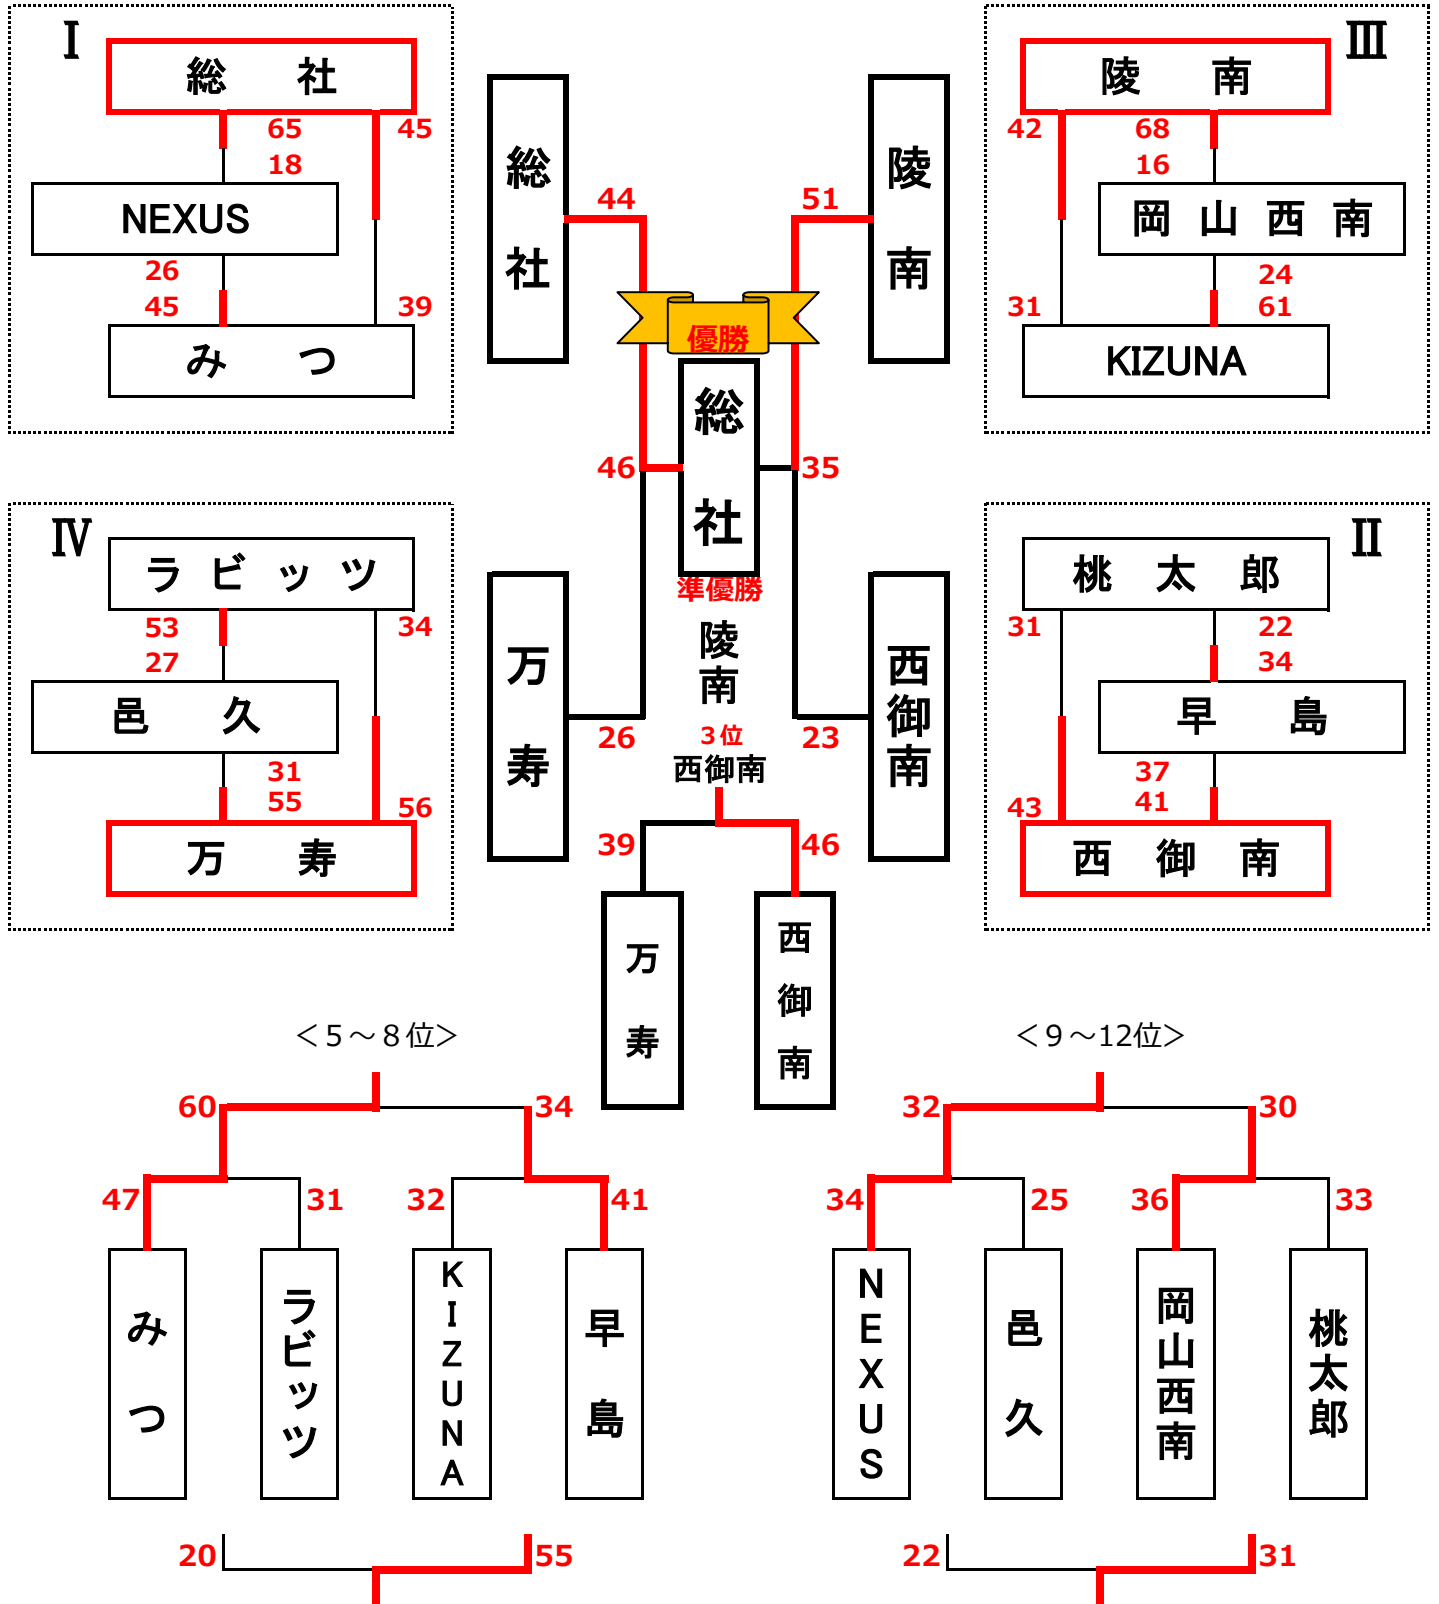 Ⅰ
総社
65
45
18
NEXUS
26
45
39
みつ
Ⅲ
陵南
42
68
16
岡山西南
24
31
61
KIZUNA
総社
44
51
陵南
優勝
総社
46
35
準優勝
陵南
万寿
26
3位
23
西御南
西御南
39
46
万寿
西御南
Ⅳ
ラビッツ
53
34
27
邑久
31
55
56
万寿
Ⅱ
桃太郎
31
22
34
早島
37
43
41
西御南
＜5～8位＞
60
34
47
31
32
41
みつ
ラビッツ
KIZUNA
早島
20
55
＜9～12位＞
32
30
34
25
36
33
NEXUS
邑久
岡山西南
桃太郎
22
31